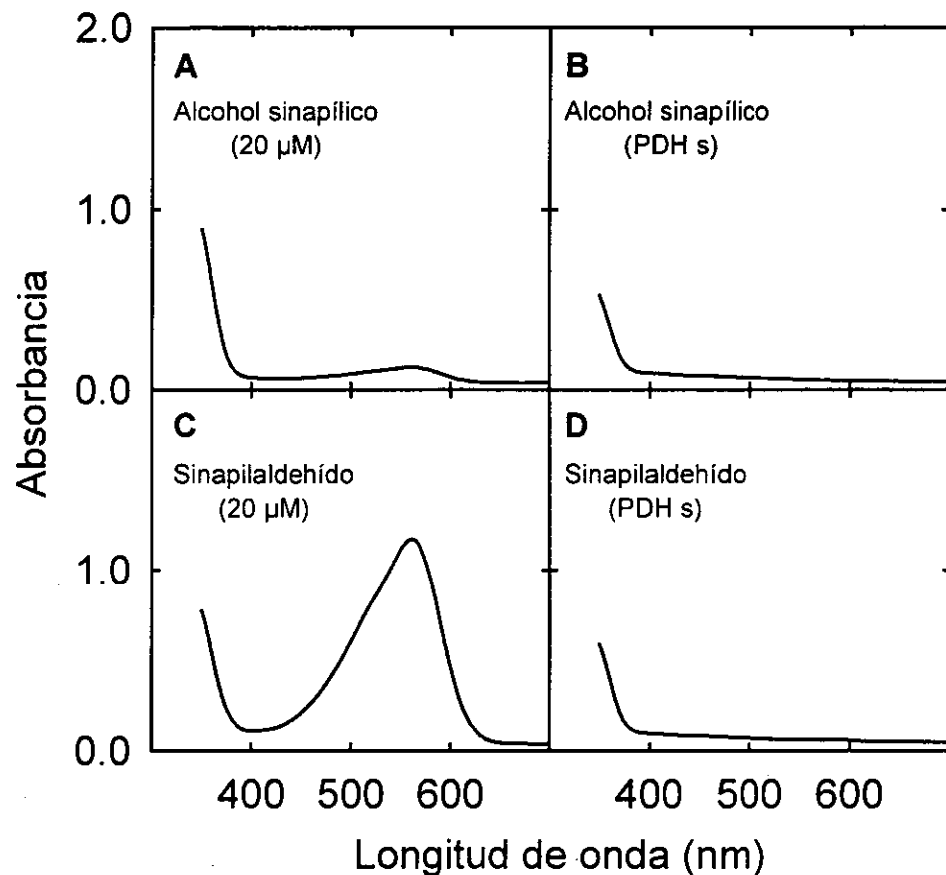 2.0
A
Alcohol sinapílico
(20 µM)
B
Alcohol sinapílico
(PDH s)
1.0
0.0
Absorbancia
C
Sinapilaldehído
(20 µM)
D
Sinapilaldehído
(PDH s)
1.0
0.0
400 500 600 400 500 600
Longitud de onda (nm)